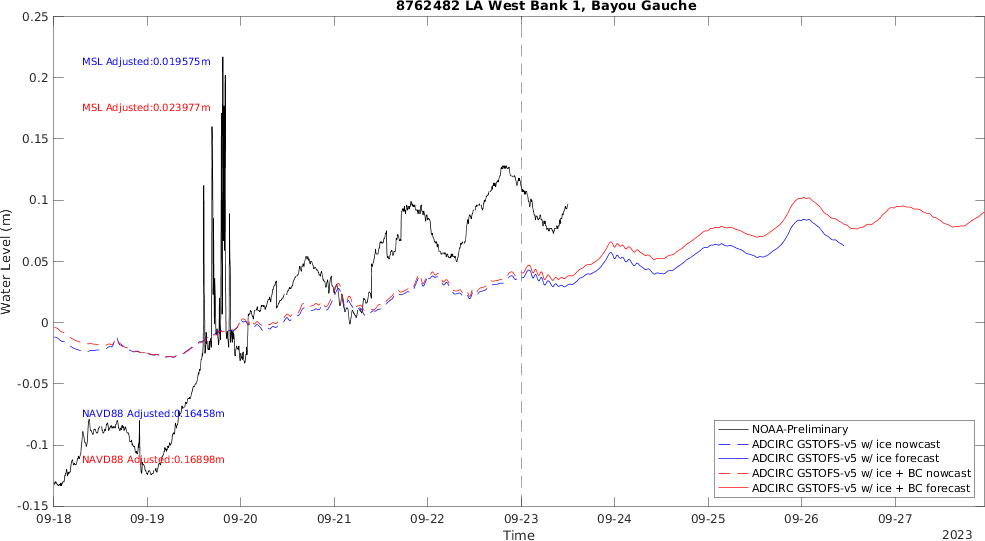 8762482 LA West Bank 1, Bayou Gauche
0.25
0.2
0.15
0.1
0.05
0
-0.05
-0.1
-0.15
Water Level (m)
MSL Adjusted:0.019575m
MSL Adjusted:0.023977m
NAVD88 Adjusted:0.16458m
NAVD88 Adjusted:0.16898m
NOAA-Preliminary
ADCIRC GSTOFS-v5 w/ ice nowcast
ADCIRC GSTOFS-v5 w/ ice forecast
ADCIRC GSTOFS-v5 w/ ice + BC nowcast
ADCIRC GSTOFS-v5 w/ ice + BC forecast
09-18 09-19 09-20 09-21 09-22 09-23 09-24 09-25 09-26 09-27
Time
2023